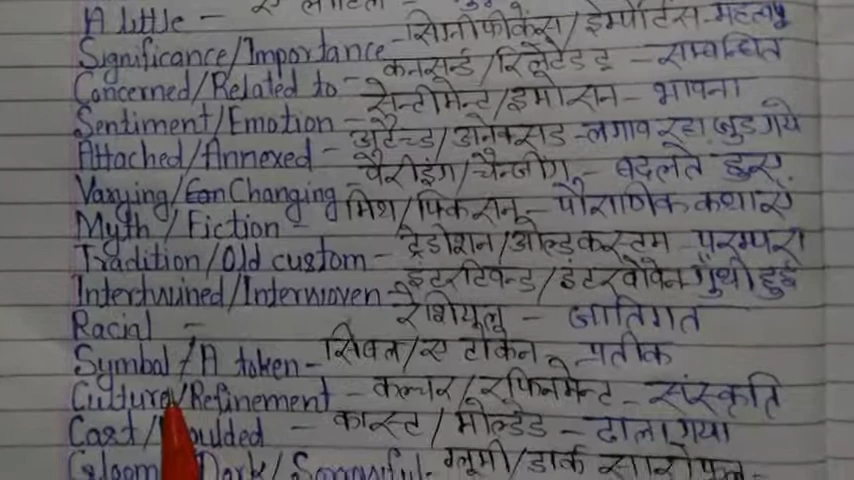 A little - ए लिटिल -
Significance/Importance - सिग्नीफीकेंस/इम्पोर्टेंस - महत्व
Concerned/Related to - कनसर्न्ड/रिलेटेड टू - सम्बन्धित
Sentiment/Emotion - सेन्टीमेन्ट/इमोशन - भावना
Attached/Annexed - अटैच्ड/अनेक्सड - लगाव रहा, जुड गये
Varying/Changing - वैरीइंग/चैन्जींग - बदलते हुए
Myth/Fiction - मिथ/फिकशन - पौराणिक कथाएं
Tradition/Old custom - ट्रेडीशन/ओल्ड कस्टम - परम्परा
Intertwined/Interwoven - इंटरटिवन्ड/इंटरवोवेन गुंथी हुई
Racial - रेशियल - जातिगत
Symbol/A token - सिंबल/ए टोकन - प्रतीक
Culture/Refinement - कल्चर/रफिनमेन्ट - संस्कृति
Cast/Moulded - कास्ट/मोल्डेड - ढाला गया
Dark/ - ग्लूमी/डार्क